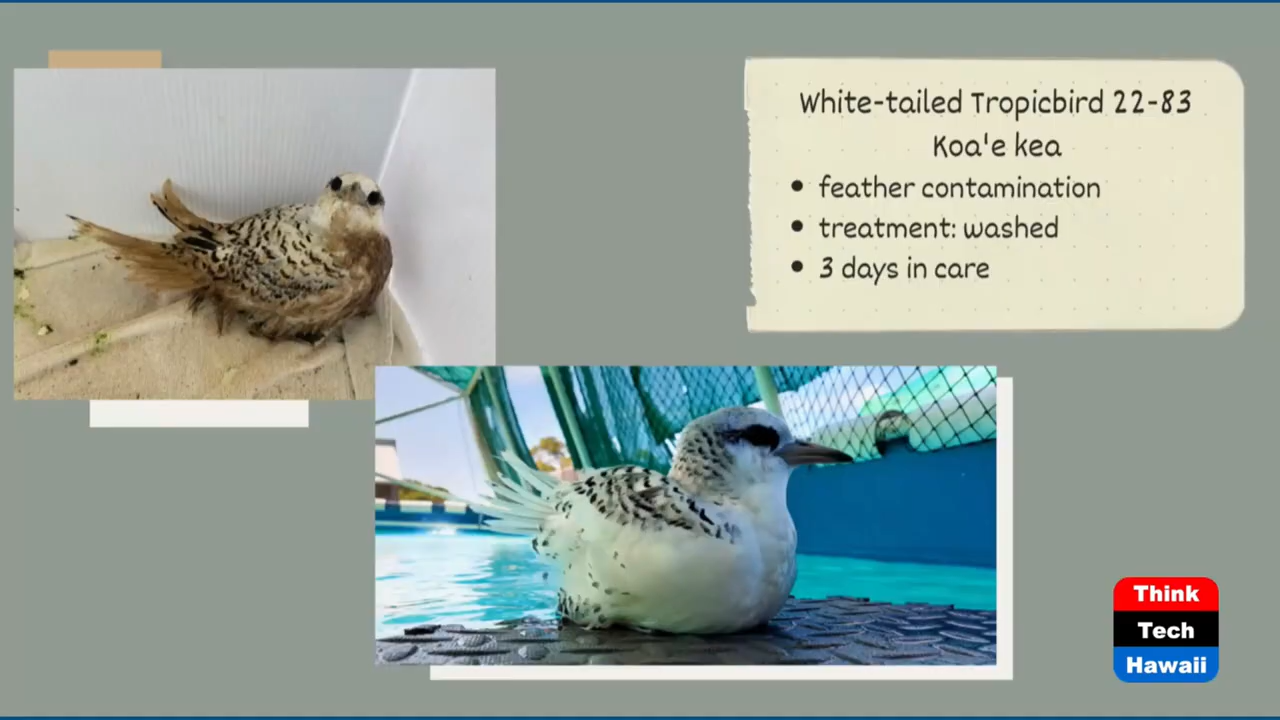 White-tailed Tropicbird 22-83
Koa'e kea
• feather contamination
• treatment: washed
• 3 days in care
Think
Tech
Hawaii